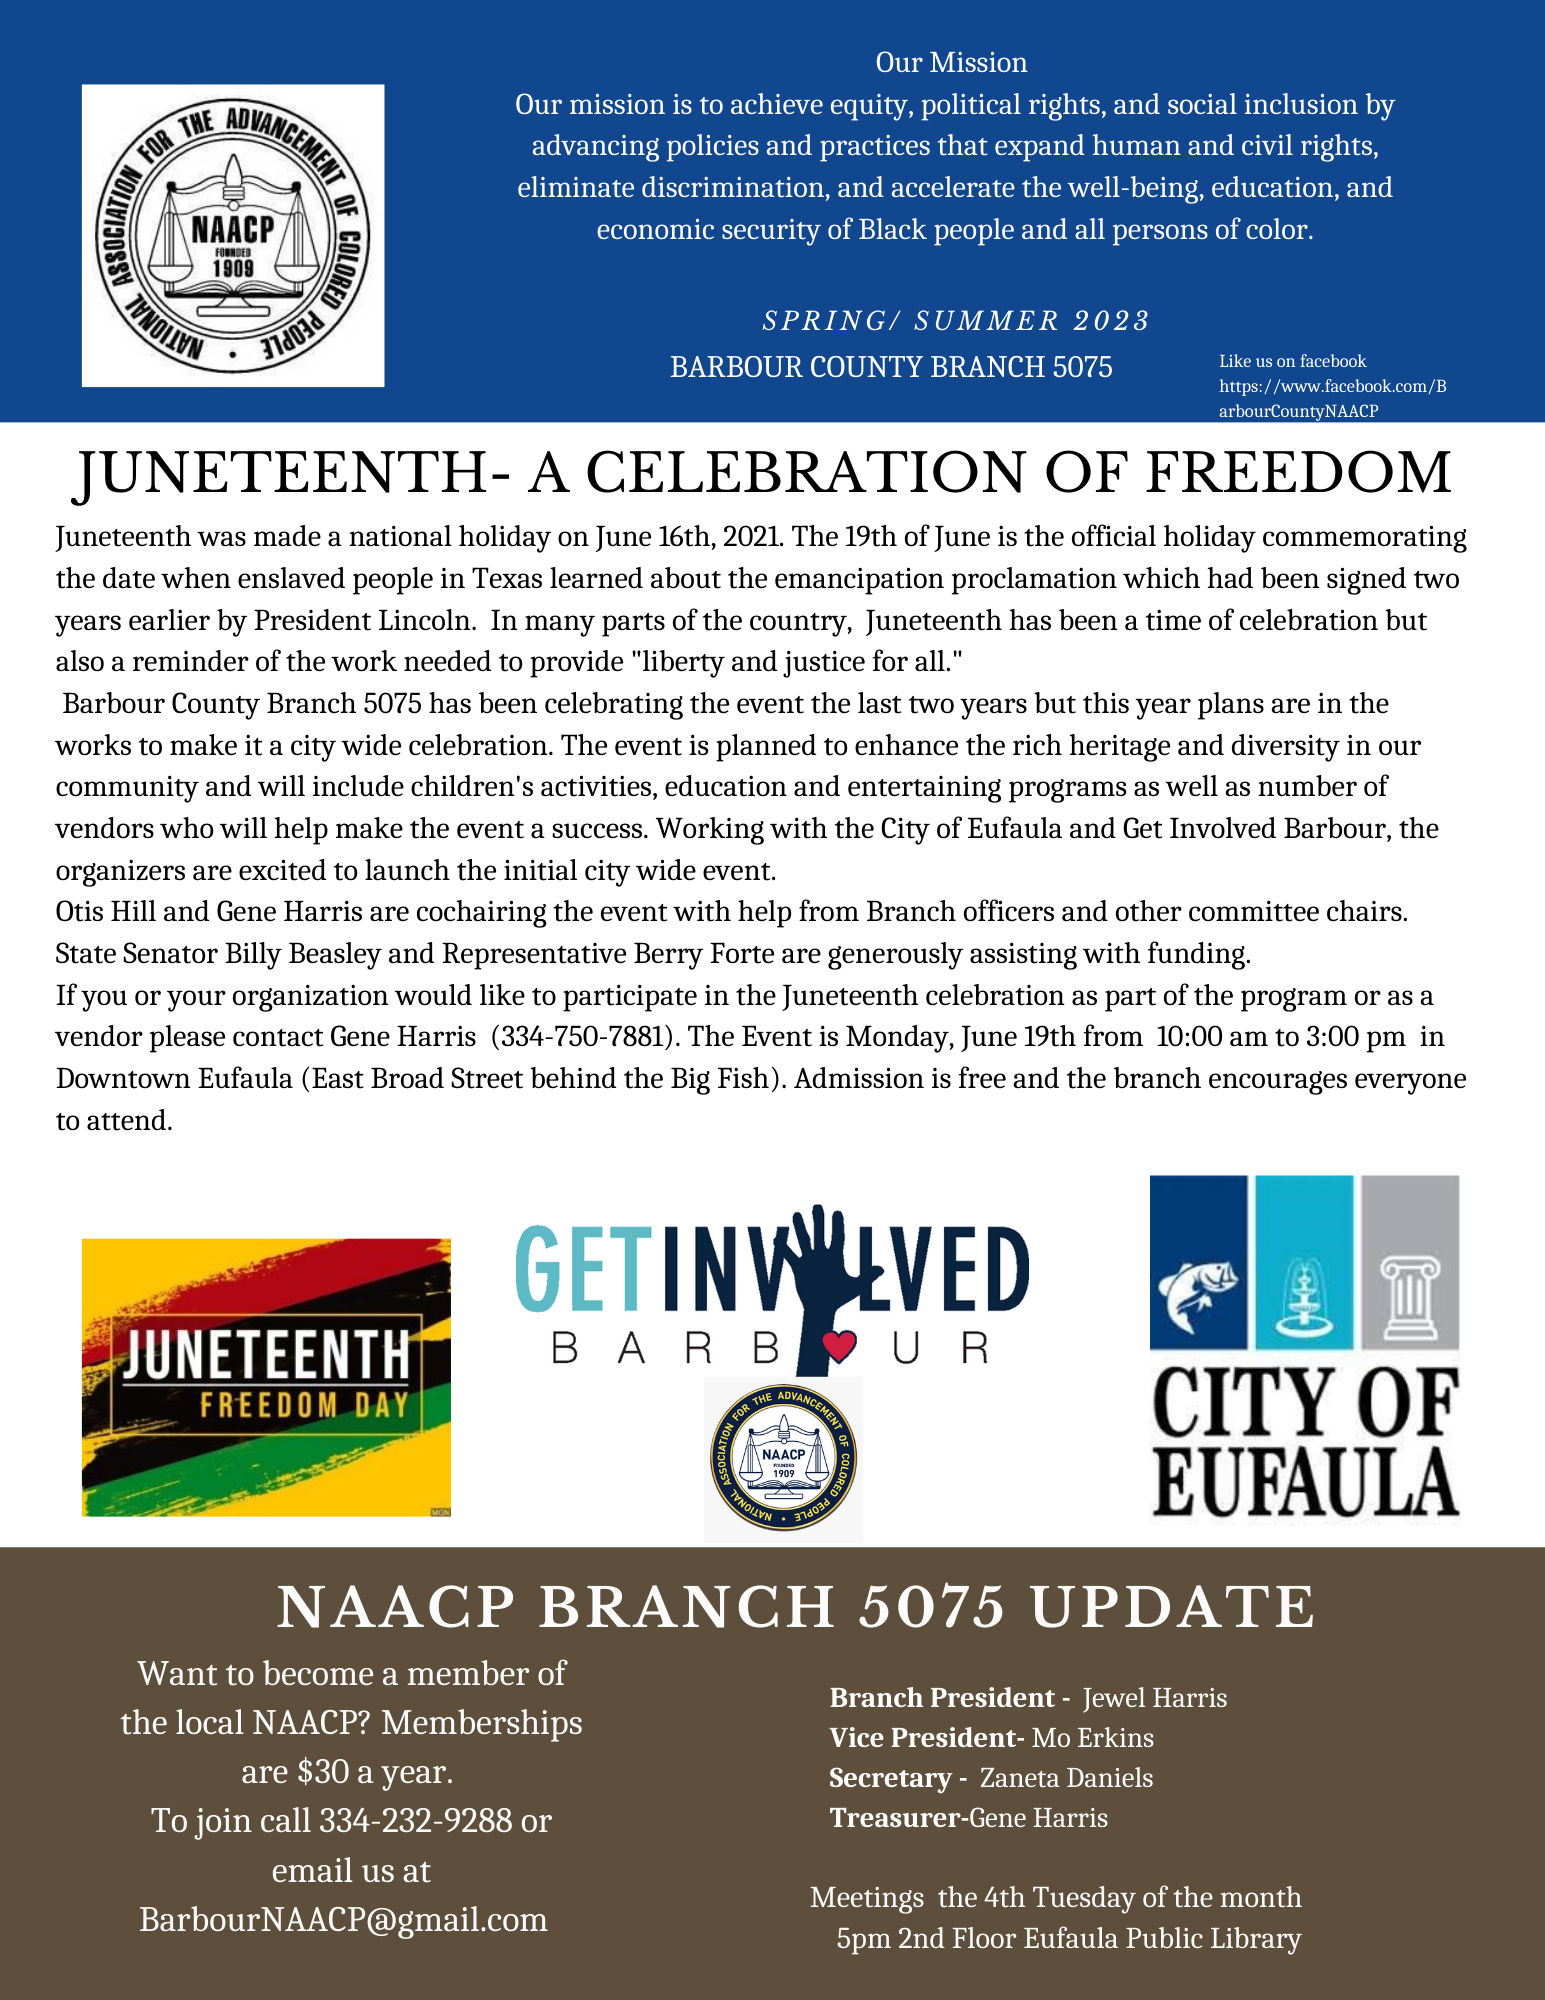 NATIONAL ASSOCIATION FOR THE ADVANCEMENT OF COLORED PEOPLE
NAACP
FOUNDED
1909
Our Mission
Our mission is to achieve equity, political rights, and social inclusion by
advancing policies and practices that expand human and civil rights,
eliminate discrimination, and accelerate the well-being, education, and
economic security of Black people and all persons of color.
SPRING/ SUMMER 2023
BARBOUR COUNTY BRANCH 5075
Like us on facebook
https://www.facebook.com/B
arbourCountyNAACP
JUNETEENTH- A CELEBRATION OF FREEDOM
Juneteenth was made a national holiday on June 16th, 2021. The 19th of June is the official holiday commemorating
the date when enslaved people in Texas learned about the emancipation proclamation which had been signed two
years earlier by President Lincoln.  In many parts of the country,  Juneteenth has been a time of celebration but
also a reminder of the work needed to provide "liberty and justice for all."
Barbour County Branch 5075 has been celebrating the event the last two years but this year plans are in the
works to make it a city wide celebration. The event is planned to enhance the rich heritage and diversity in our
community and will include children's activities, education and entertaining programs as well as number of
vendors who will help make the event a success. Working with the City of Eufaula and Get Involved Barbour, the
organizers are excited to launch the initial city wide event.
Otis Hill and Gene Harris are cochairing the event with help from Branch officers and other committee chairs.
State Senator Billy Beasley and Representative Berry Forte are generously assisting with funding.
If you or your organization would like to participate in the Juneteenth celebration as part of the program or as a
vendor please contact Gene Harris  (334-750-7881). The Event is Monday, June 19th from  10:00 am to 3:00 pm  in
Downtown Eufaula (East Broad Street behind the Big Fish). Admission is free and the branch encourages everyone
to attend.
JUNETEENTH
FREEDOM DAY
MGN
GET INVOLVED
BARBOUR
NATIONAL ASSOCIATION FOR THE ADVANCEMENT OF COLORED PEOPLE
NAACP
FOUNDED
1909
CITY OF
EUFAULA
NAACP BRANCH 5075 UPDATE
Want to become a member of
the local NAACP? Memberships
are $30 a year.
To join call 334-232-9288 or
email us at
BarbourNAACP@gmail.com
Branch President -  Jewel Harris
Vice President- Mo Erkins
Secretary -  Zaneta Daniels
Treasurer-Gene Harris
Meetings  the 4th Tuesday of the month
5pm 2nd Floor Eufaula Public Library